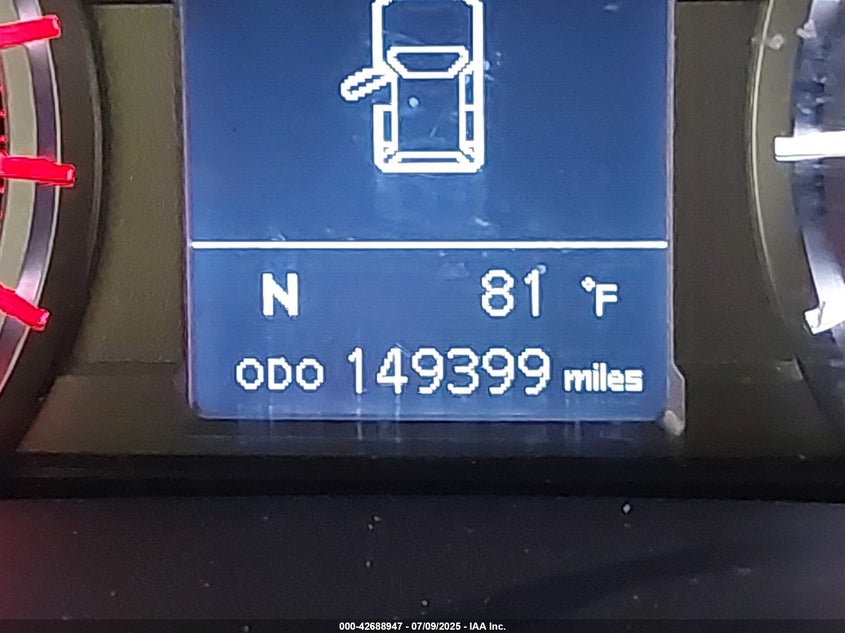 N 81 °F
ODO 149399 miles
000-42688947 - 07/09/2025 - IAA Inc.